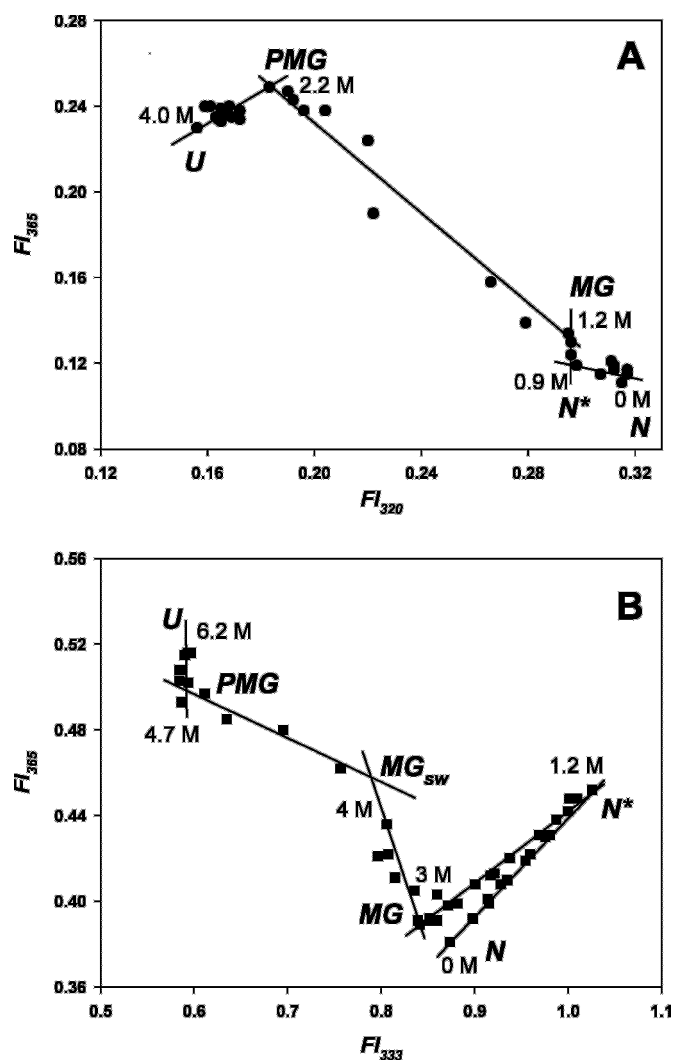 A
0.28
0.24
0.20
0.16
0.12
0.08
FI365
PMG
2.2 M
4.0 M
U
MG
1.2 M
0.9 M
N*
0 M
N
0.12 0.16 0.20 0.24 0.28 0.32
FI320
B
0.56
0.52
0.48
0.44
0.40
0.36
FI365
U
6.2 M
PMG
4.7 M
MGSW
4 M
1.2 M
N*
3 M
MG
0 M
N
0.5 0.6 0.7 0.8 0.9 1.0 1.1
FI333